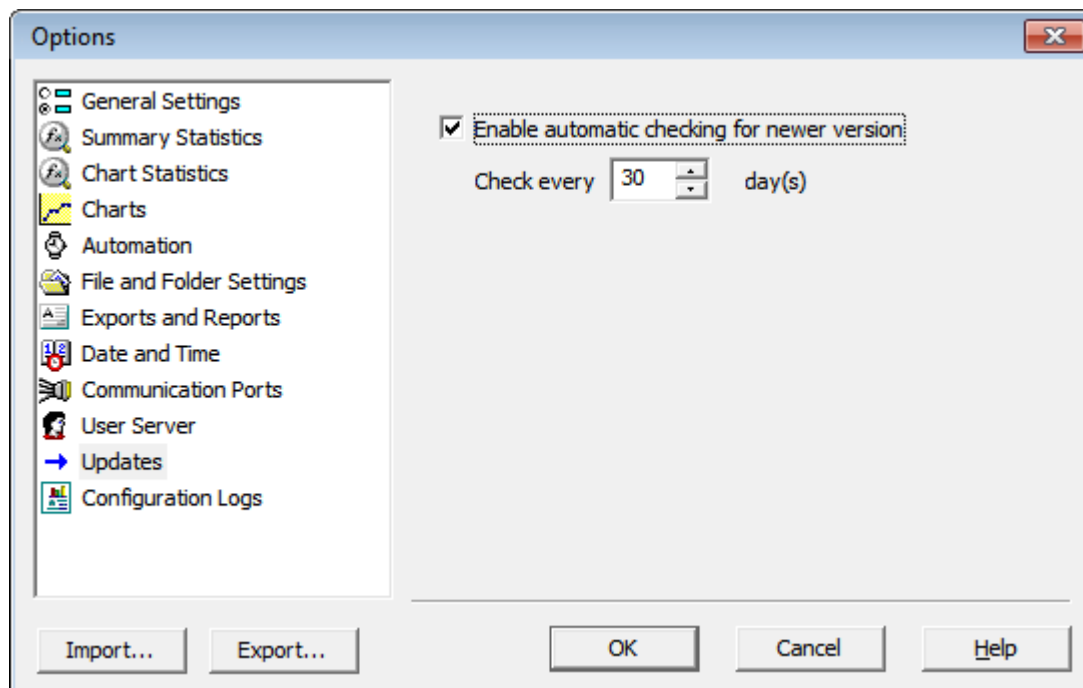 Options
General Settings
Summary Statistics
Chart Statistics
Charts
Automation
File and Folder Settings
Exports and Reports
Date and Time
Communication Ports
User Server
Updates
Configuration Logs
Enable automatic checking for newer version
Check every 30 day(s)
Import... Export... OK Cancel Help